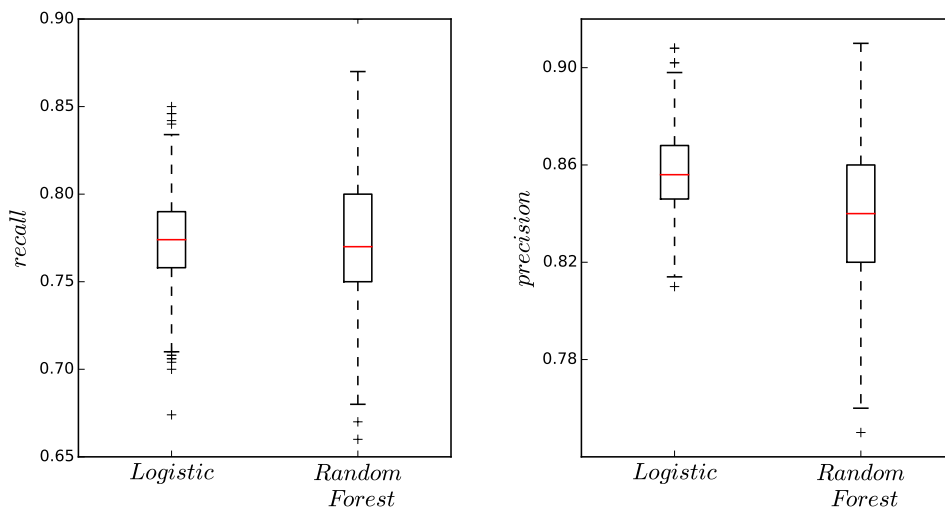 0.90
0.85
0.80
0.75
0.70
0.65
recall
Logistic
Random
Forest
0.90
0.86
0.82
0.78
precision
Logistic
Random
Forest